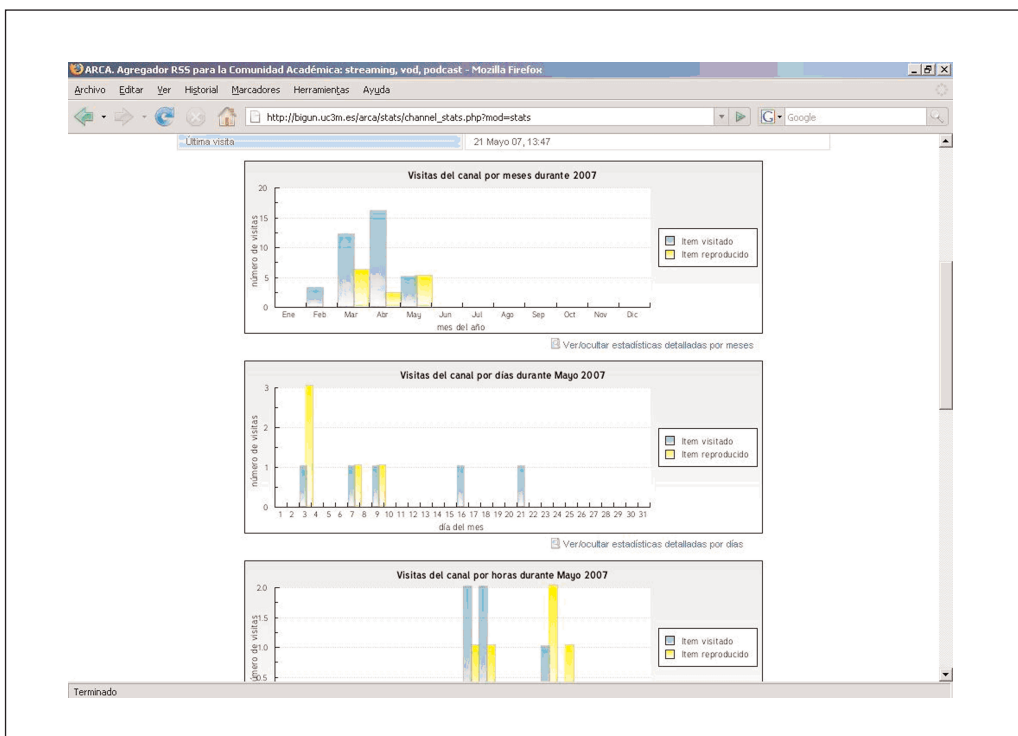 ARCA. Agregador RSS para la Comunidad Académica: streaming, vod, podcast - Mozilla Firefox
Archivo Editar Ver Historial Marcadores Herramientas Ayuda
http://bigun.uc3m.es/arca/stats/channel_stats.php?mod=stats
G Google
Última visita 21 Mayo 07, 13:47
Visitas del canal por meses durante 2007
número de visitas
20
15
10
5
0
Ene Feb Mar Abr May Jun Jul Ago Sep Oct Nov Dic
mes del año
Item visitado
Item reproducido
Ver/ocultar estadísticas detalladas por meses
Visitas del canal por días durante Mayo 2007
número de visitas
3
2
1
0
1 2 3 4 5 6 7 8 9 10 11 12 13 14 15 16 17 18 19 20 21 22 23 24 25 26 27 28 29 30 31
día del mes
Item visitado
Item reproducido
Ver/ocultar estadísticas detalladas por días
Visitas del canal por horas durante Mayo 2007
número de visitas
2.0
1.5
1.0
0.5
Item visitado
Item reproducido
Terminado